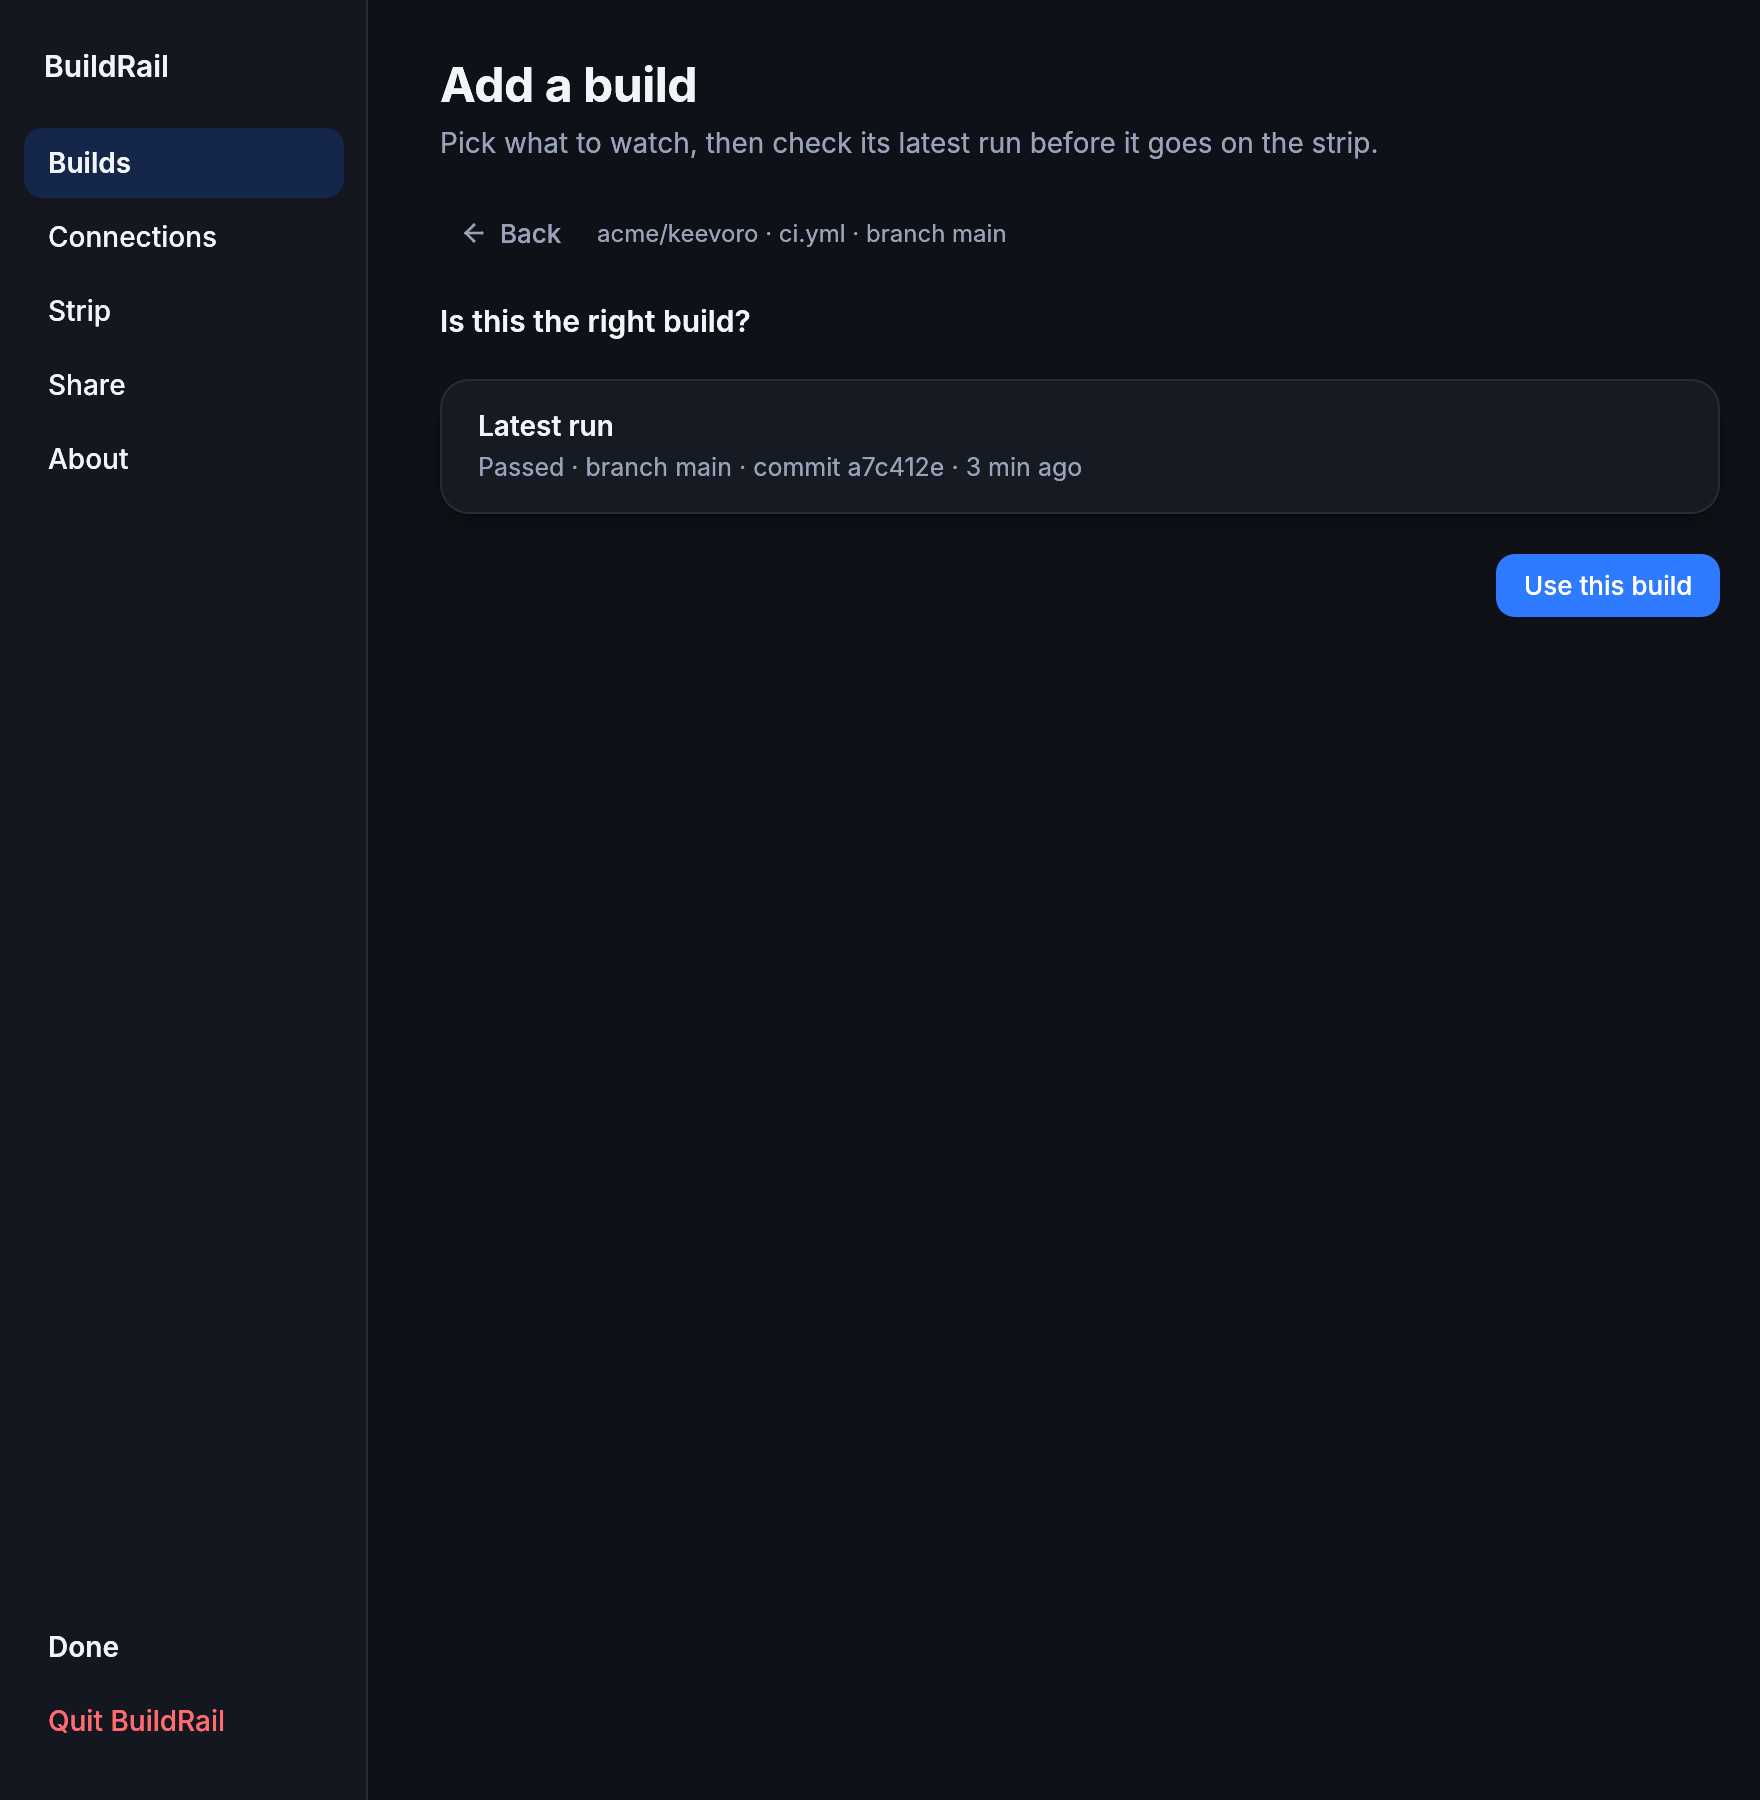 BuildRail
Builds
Connections
Strip
Share
About
Done
Quit BuildRail
Add a build
Pick what to watch, then check its latest run before it goes on the strip.
← Back acme/keevoro · ci.yml · branch main
Is this the right build?
Latest run
Passed · branch main · commit a7c412e · 3 min ago
Use this build